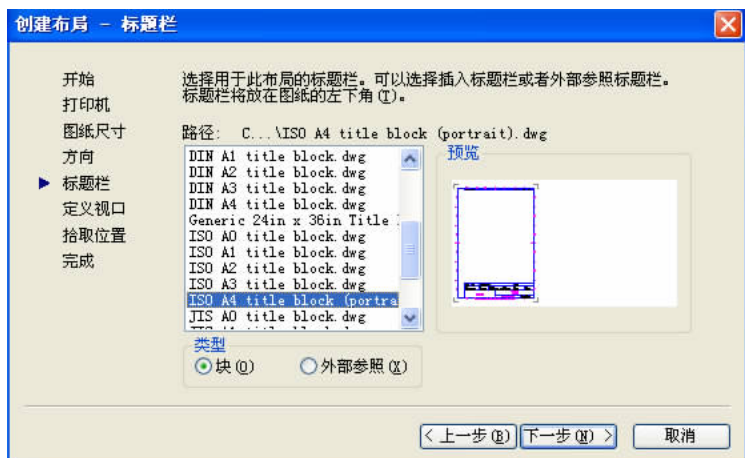 创建布局 - 标题栏
开始
打印机
图纸尺寸
方向
标题栏
定义视口
拾取位置
完成
选择用于此布局的标题栏。可以选择插入标题栏或者外部参照标题栏。
标题栏将放在图纸的左下角(T)。
路径: C...\ISO A4 title block (portrait).dwg
DIN A1 title block.dwg
DIN A2 title block.dwg
DIN A3 title block.dwg
DIN A4 title block.dwg
Generic 24in x 36in Title
ISO A0 title block.dwg
ISO A1 title block.dwg
ISO A2 title block.dwg
ISO A3 title block.dwg
ISO A4 title block (portra
JIS A0 title block.dwg
预览
类型
块(O)
外部参照(X)
< 上一步(B)
下一步(N) >
取消